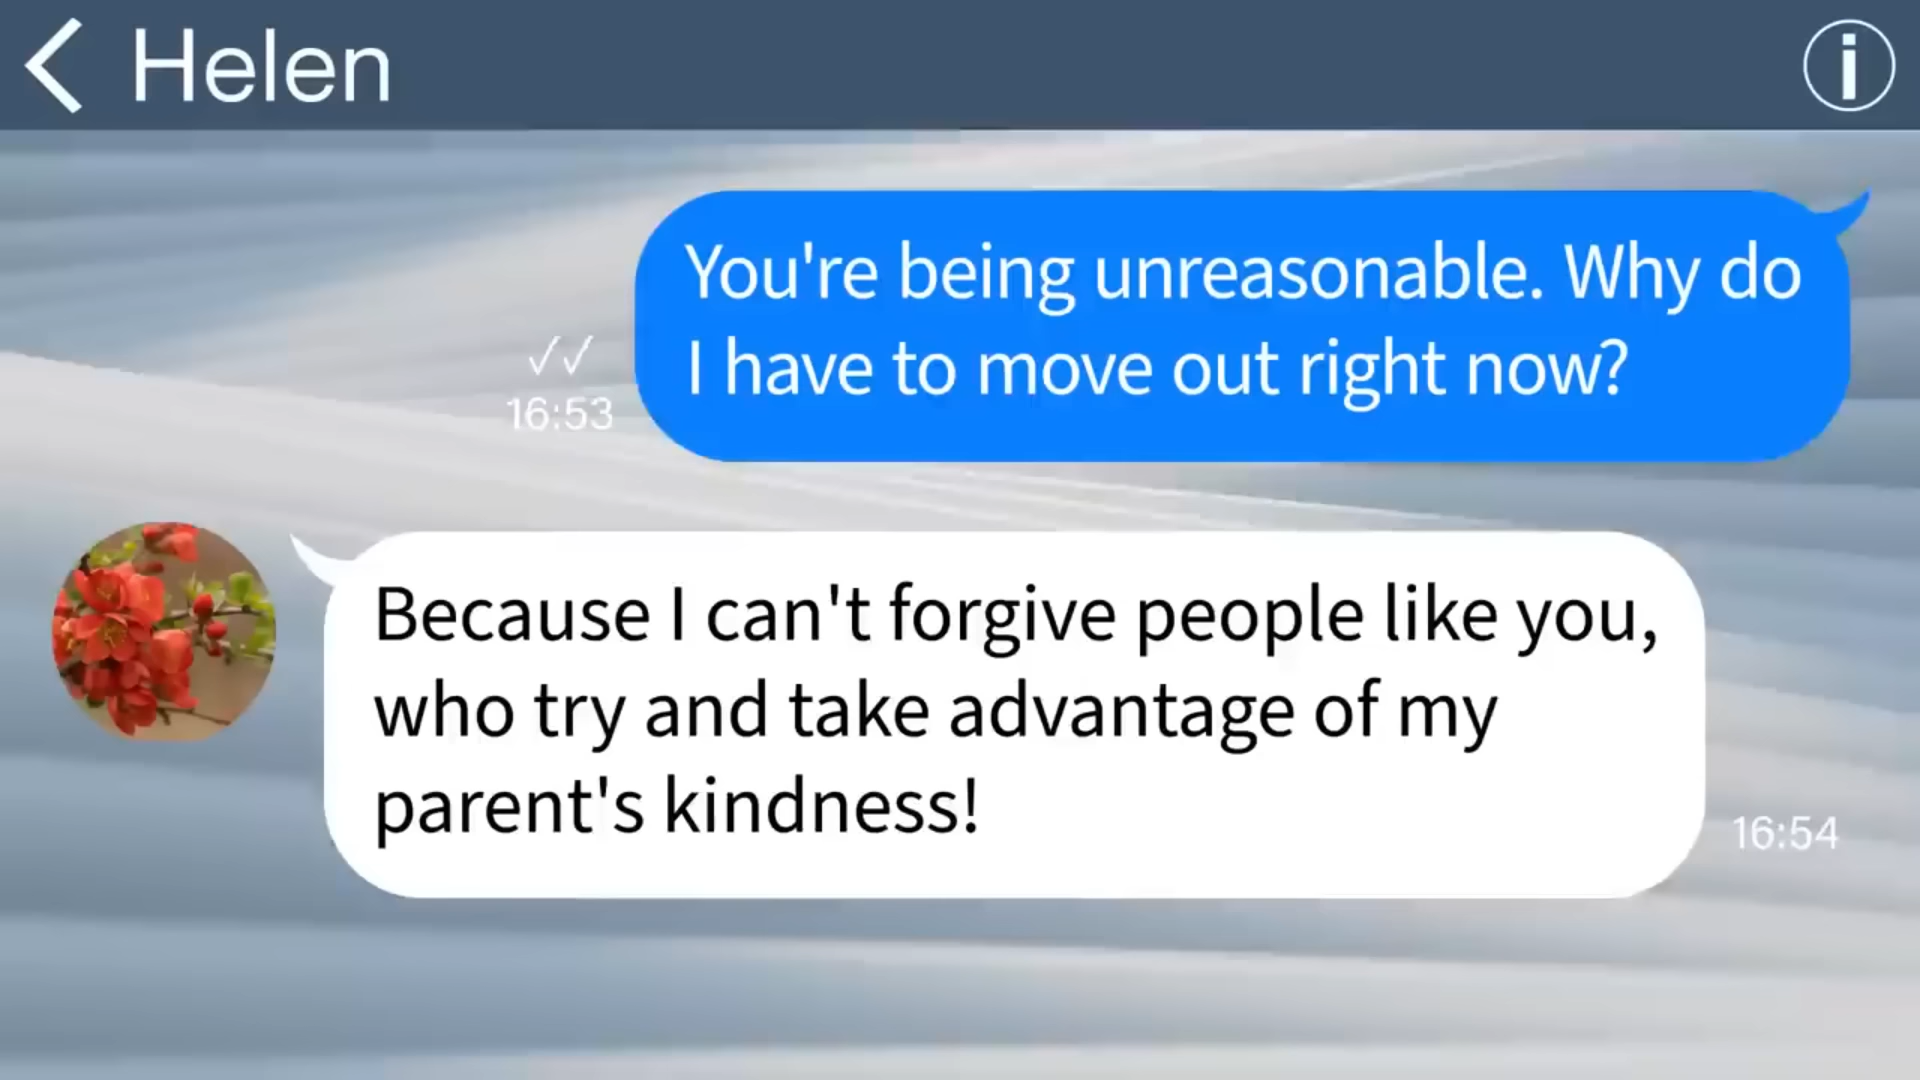 Helen
You're being unreasonable. Why do
I have to move out right now?
16:53
Because I can't forgive people like you,
who try and take advantage of my
parent's kindness!
16:54